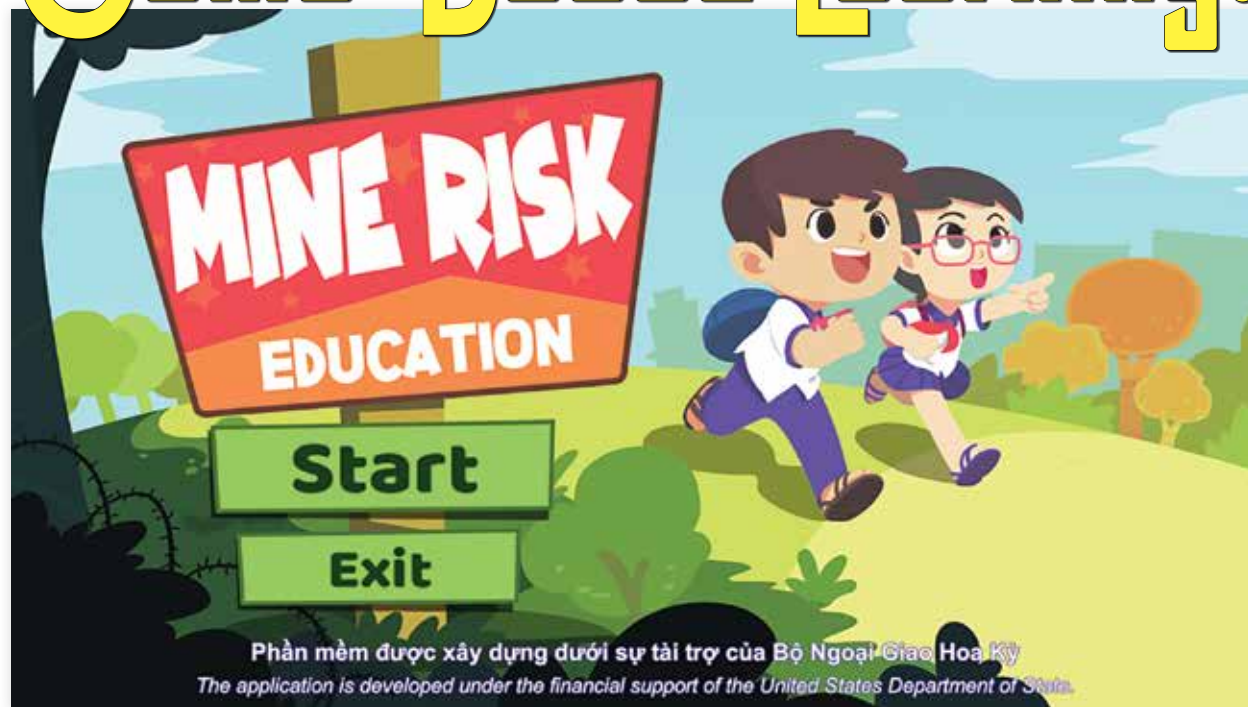 MINE RISK
EDUCATION
Start
Exit
Phần mềm được xây dựng dưới sự tài trợ của Bộ Ngoại Giao Hoa Kỳ
The application is developed under the financial support of the United States Department of State.